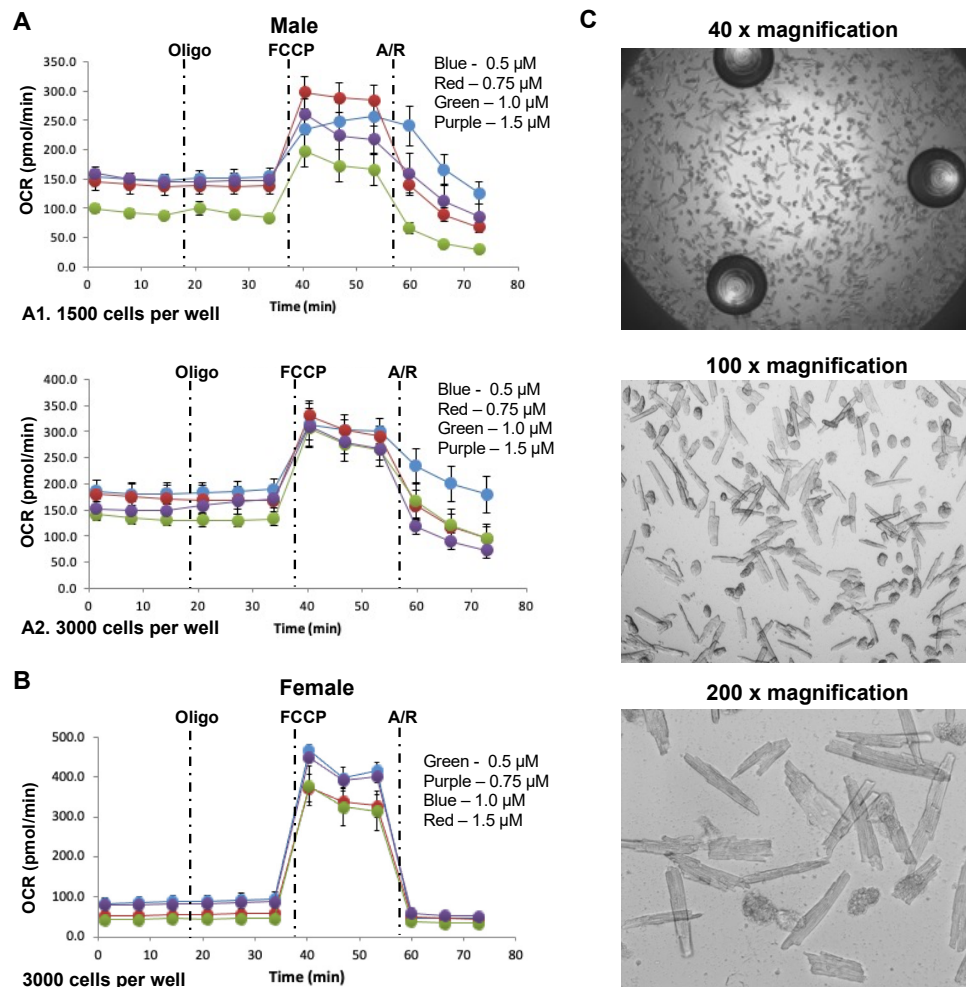 A
Male
Oligo
FCCP
A/R
Blue - 0.5 µM
Red – 0.75 µM
Green – 1.0 µM
Purple – 1.5 µM
OCR (pmol/min)
350.0
300.0
250.0
200.0
150.0
100.0
50.0
0.0
0 10 20 30 40 50 60 70 80
Time (min)
A1. 1500 cells per well
Oligo
FCCP
A/R
Blue - 0.5 µM
Red – 0.75 µM
Green – 1.0 µM
Purple – 1.5 µM
OCR (pmol/min)
400.0
350.0
300.0
250.0
200.0
150.0
100.0
50.0
0.0
0 10 20 30 40 50 60 70 80
Time (min)
A2. 3000 cells per well
B
Female
Oligo
FCCP
A/R
Green - 0.5 µM
Purple – 0.75 µM
Blue – 1.0 µM
Red – 1.5 µM
OCR (pmol/min)
500.0
400.0
300.0
200.0
100.0
0.0
0 10 20 30 40 50 60 70 80
Time (min)
3000 cells per well
C
40 x magnification
100 x magnification
200 x magnification